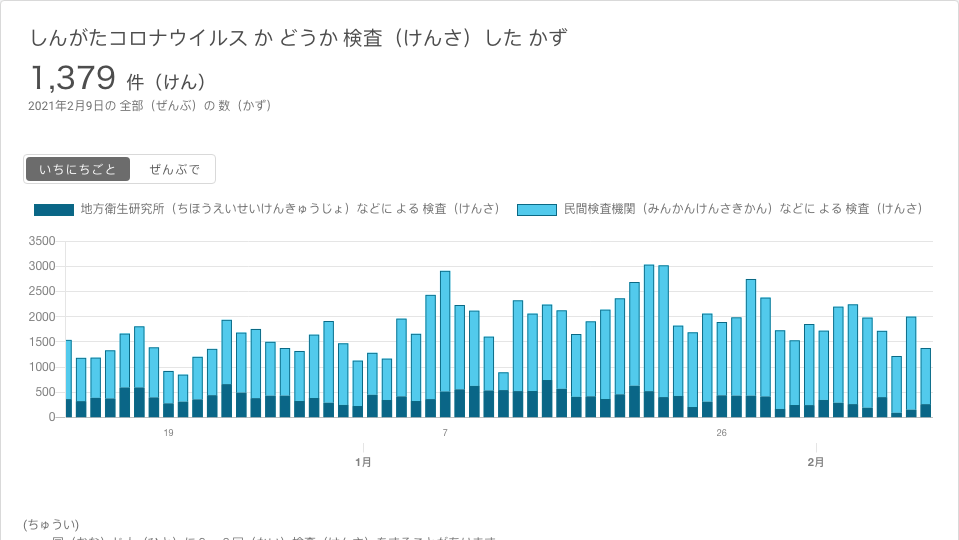 しんがたコロナウイルス か どうか 検査（けんさ）した かず
1,379 件（けん）
2021年2月9日の 全部（ぜんぶ）の 数（かず）
いちにちごと ぜんぶで
地方衛生研究所（ちほうえいせいけんきゅうじょ）などに よる 検査（けんさ） 民間検査機関（みんかんけんさきかん）などに よる 検査（けんさ）
3500
3000
2500
2000
1500
1000
500
0
19 7 26
1月 2月
(ちゅうい)